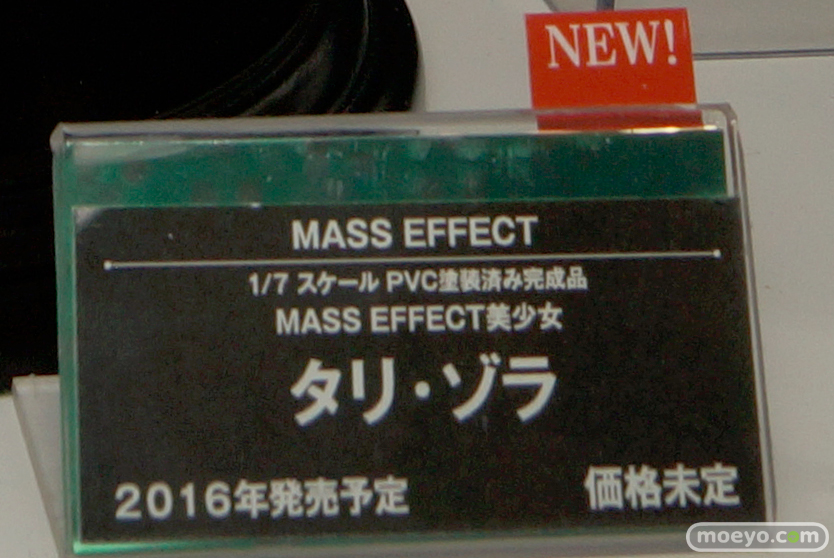 NEW!
MASS EFFECT
1/7 スケール PVC塗装済み完成品
MASS EFFECT美少女
タリ・ゾラ
2016年発売予定 価格未定
moeyo.com